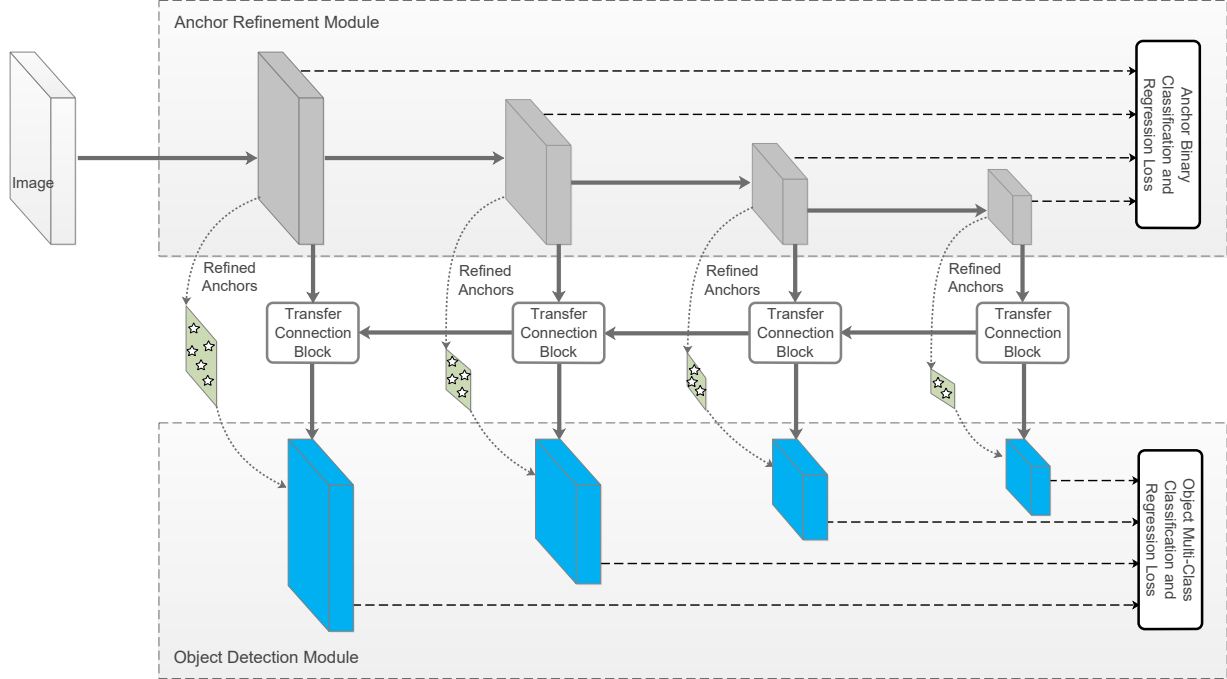 Anchor Refinement Module
Image
Anchor Binary
Classification and
Regression Loss
Refined
Anchors
Refined
Anchors
Refined
Anchors
Refined
Anchors
Transfer
Connection
Block
Transfer
Connection
Block
Transfer
Connection
Block
Transfer
Connection
Block
Object Multi-Class
Classification and
Regression Loss
Object Detection Module